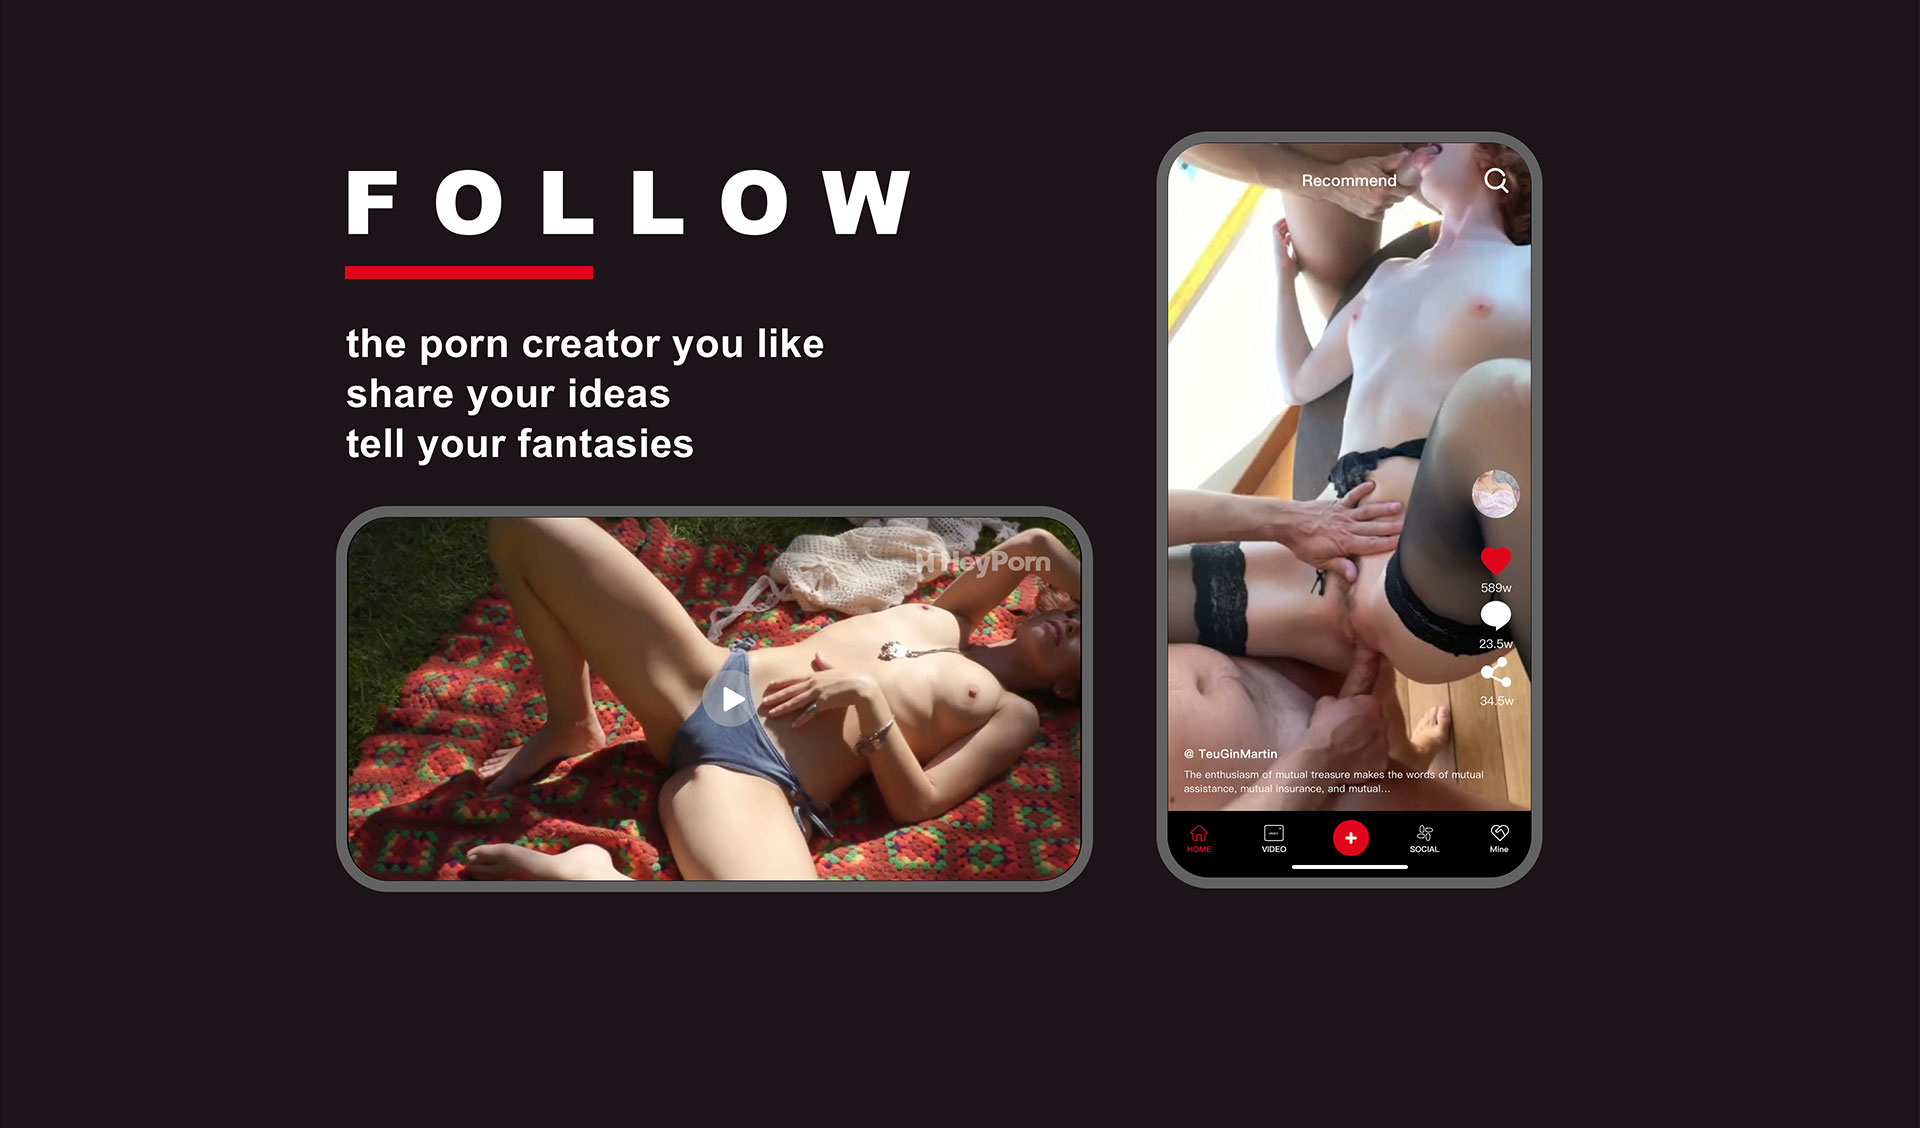 FOLLOW
the porn creator you like
share your ideas
tell your fantasies
HeyPorn
Recommend
589w
23.5w
34.5w
@ TeuGinMartin
The enthusiasm of mutual treasure makes the words of mutual
assistance, mutual insurance, and mutual...
HOME
VIDEO
SOCIAL
Mine